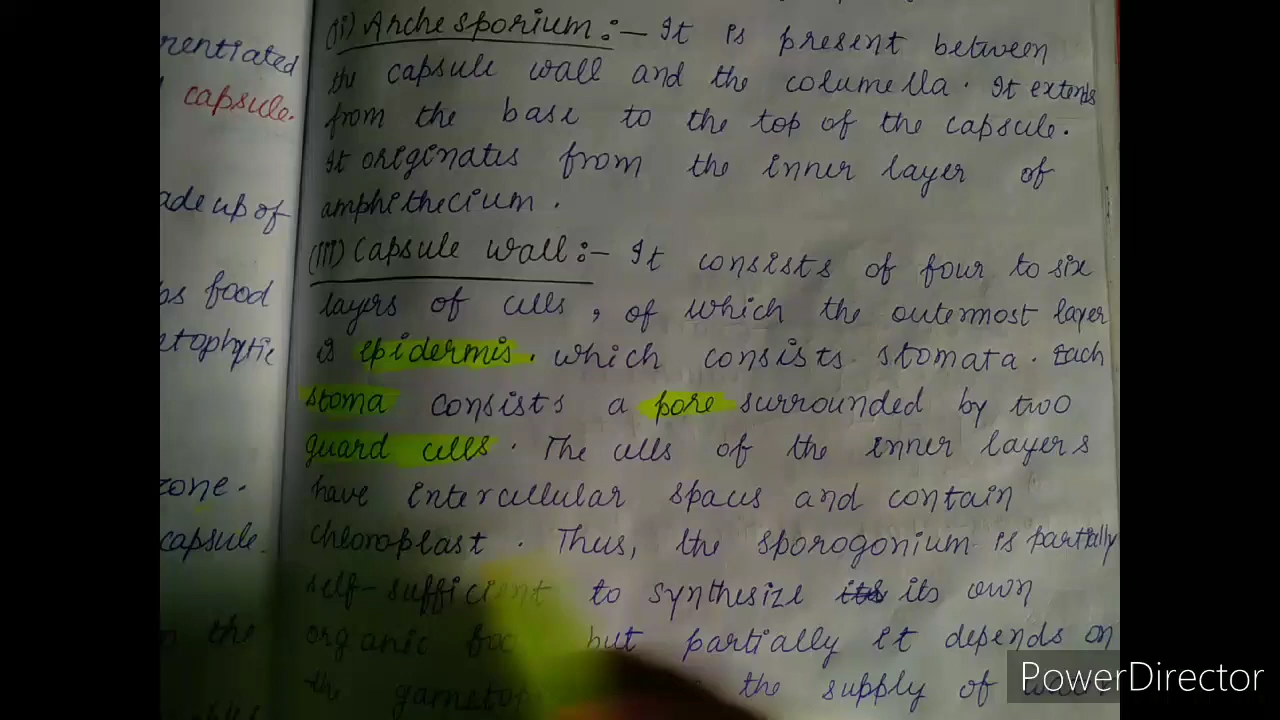 rentiated
capsule.
ade up of
food
tophytic
zone.
capsule.
the
(ii) Archesporium :- It is present between
the capsule wall and the columella. It extends
from the base to the top of the capsule.
It originates from the inner layer of
amphithecium.
(III) Capsule wall :- It consists of four to six
layers of cells, of which the outermost layer
is epidermis. which consists stomata. Each
stoma consists a pore surrounded by two
guard cells. The cells of the inner layers
have intercellular spaces and contain
chloroplast. Thus, the sporogonium is partially
self-sufficient to synthesize its its own
organic but partially it depends on
the the supply of
PowerDirector